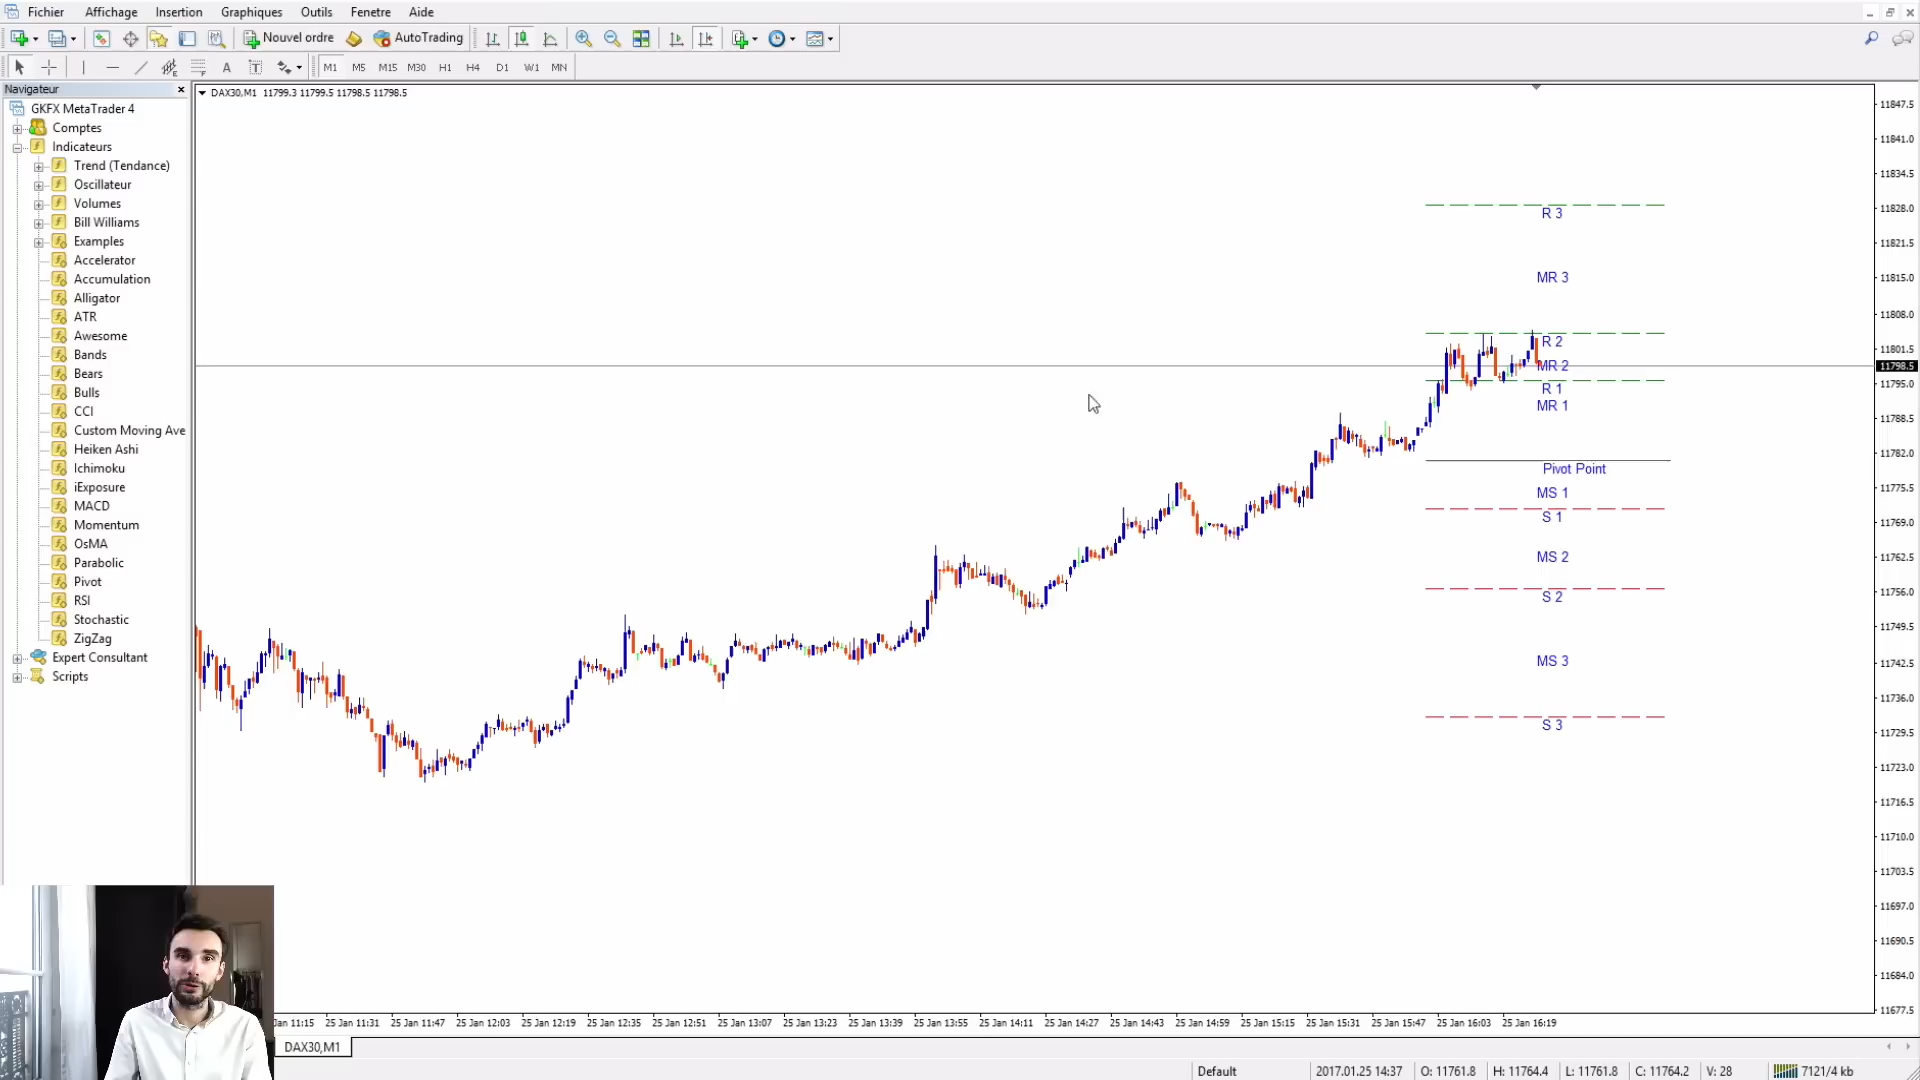 Fichier Affichage Insertion Graphiques Outils Fenetre Aide
Nouvel ordre AutoTrading
A T M1 M5 M15 M30 H1 H4 D1 W1 MN
Navigateur
GKFX MetaTrader 4
Comptes
Indicateurs
Trend (Tendance)
Oscillateur
Volumes
Bill Williams
Examples
Accelerator
Accumulation
Alligator
ATR
Awesome
Bands
Bears
Bulls
CCI
Custom Moving Ave
Heiken Ashi
Ichimoku
iExposure
MACD
Momentum
OsMA
Parabolic
Pivot
RSI
Stochastic
ZigZag
Expert Consultant
Scripts
DAX30,M1 11799.3 11799.5 11798.5 11798.5
R 3
MR 3
R 2
MR 2
R 1
MR 1
Pivot Point
MS 1
S 1
MS 2
S 2
MS 3
S 3
11847.5
11841.0
11834.5
11828.0
11821.5
11815.0
11808.0
11801.5
11798.5
11795.0
11788.5
11782.0
11775.5
11769.0
11762.5
11756.0
11749.5
11742.5
11736.0
11729.5
11723.0
11716.5
11710.0
11703.5
11697.0
11690.5
11684.0
11677.5
Jan 11:15 25 Jan 11:31 25 Jan 11:47 25 Jan 12:03 25 Jan 12:19 25 Jan 12:35 25 Jan 12:51 25 Jan 13:07 25 Jan 13:23 25 Jan 13:39 25 Jan 13:55 25 Jan 14:11 25 Jan 14:27 25 Jan 14:43 25 Jan 14:59 25 Jan 15:15 25 Jan 15:31 25 Jan 15:47 25 Jan 16:03 25 Jan 16:19
DAX30,M1
Default 2017.01.25 14:37 O: 11761.8 H: 11764.4 L: 11761.8 C: 11764.2 V: 28 7121/4 kb